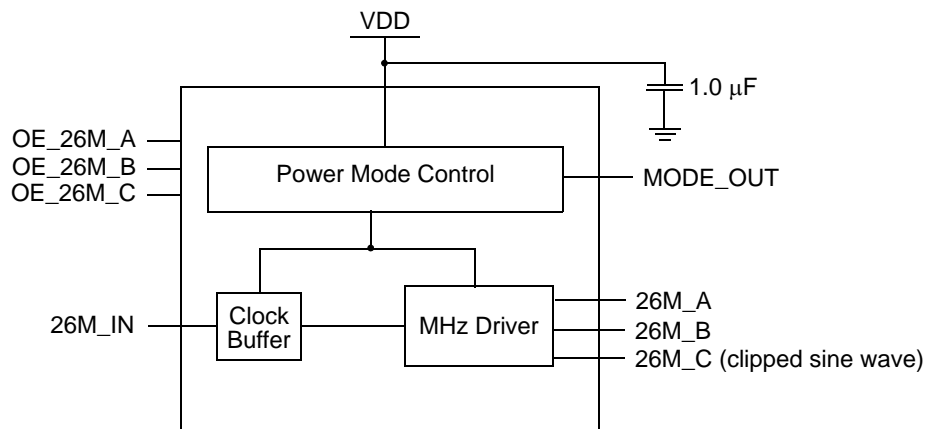 VDD
1.0 μF
OE_26M_A
OE_26M_B
OE_26M_C
Power Mode Control
MODE_OUT
26M_IN
Clock
Buffer
MHz Driver
26M_A
26M_B
26M_C (clipped sine wave)